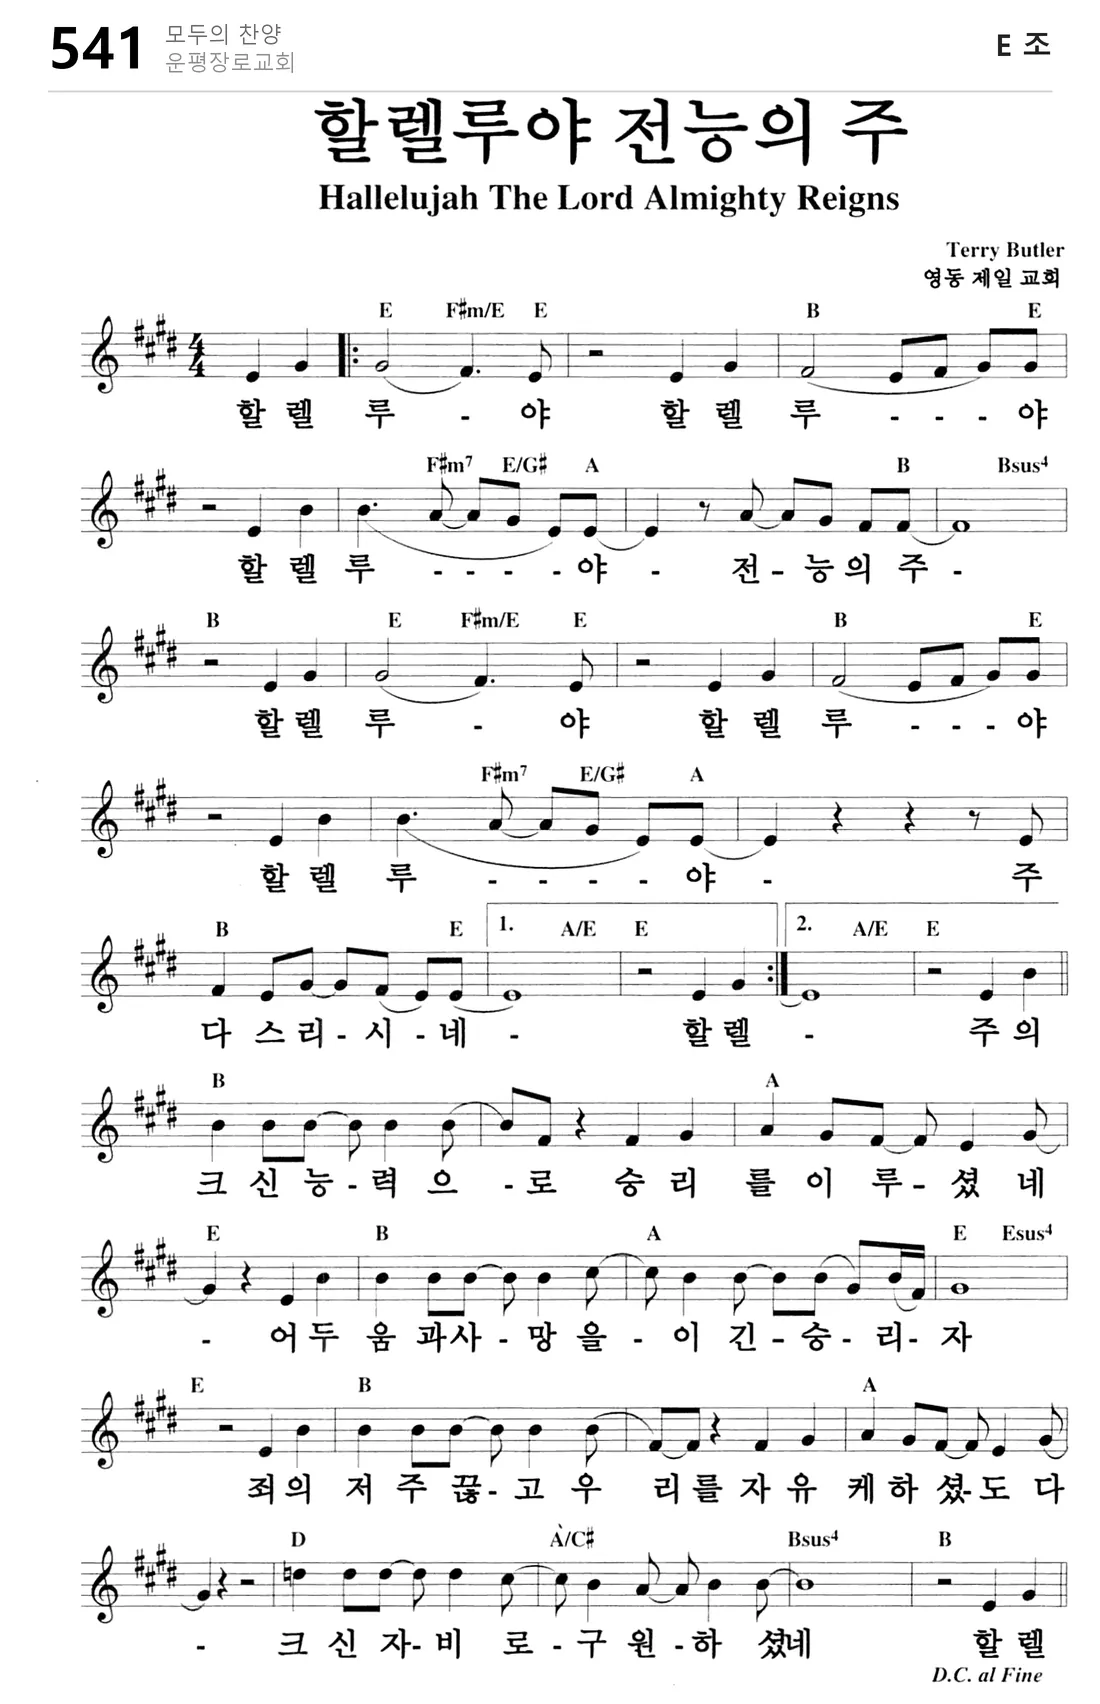 541 모두의 찬양
운평장로교회
E 조
할렐루야 전능의 주
Hallelujah The Lord Almighty Reigns
Terry Butler
영동 제일 교회
E F#m/E E B E
할 렐 루 - 야 할 렐 루 - - - 야
F#m7 E/G# A B Bsus4
할 렐 루 - - - - 야 - 전 - 능 의 주 -
B E F#m/E E B E
할 렐 루 - 야 할 렐 루 - - - 야
F#m7 E/G# A
할 렐 루 - - - - 야 - 주
B E 1. A/E E 2. A/E E
다 스 리 - 시 - 네 - 할 렐 - 주 의
B A
크 신 능 - 력 으 - 로 승 리 를 이 루 - 셨 네
E B A E Esus4
- 어 두 움 과 사 - 망 을 - 이 긴 - 승 - 리 - 자
E B A
죄 의 저 주 끊 - 고 우 리 를 자 유 케 하 셨 - 도 다
D A/C# Bsus4 B
- 크 신 자 - 비 로 - 구 원 - 하 셨네 할 렐
D.C. al Fine